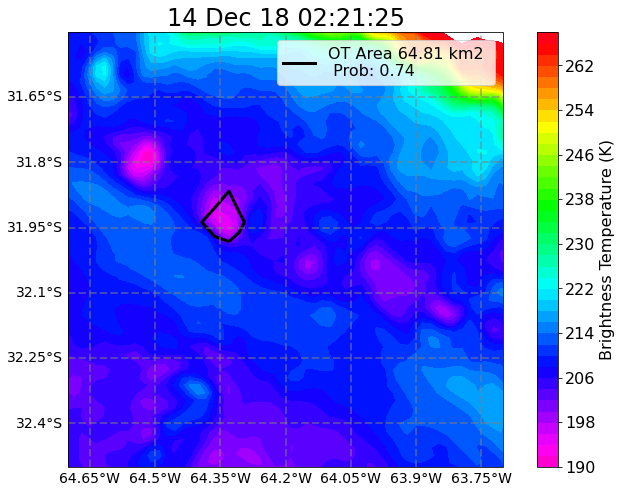 14 Dec 18 02:21:25
OT Area 64.81 km2
Prob: 0.74
31.65°S
31.8°S
31.95°S
32.1°S
32.25°S
32.4°S
64.65°W 64.5°W 64.35°W 64.2°W 64.05°W 63.9°W 63.75°W
262
254
246
238
230
222
214
206
198
190
Brightness Temperature (K)